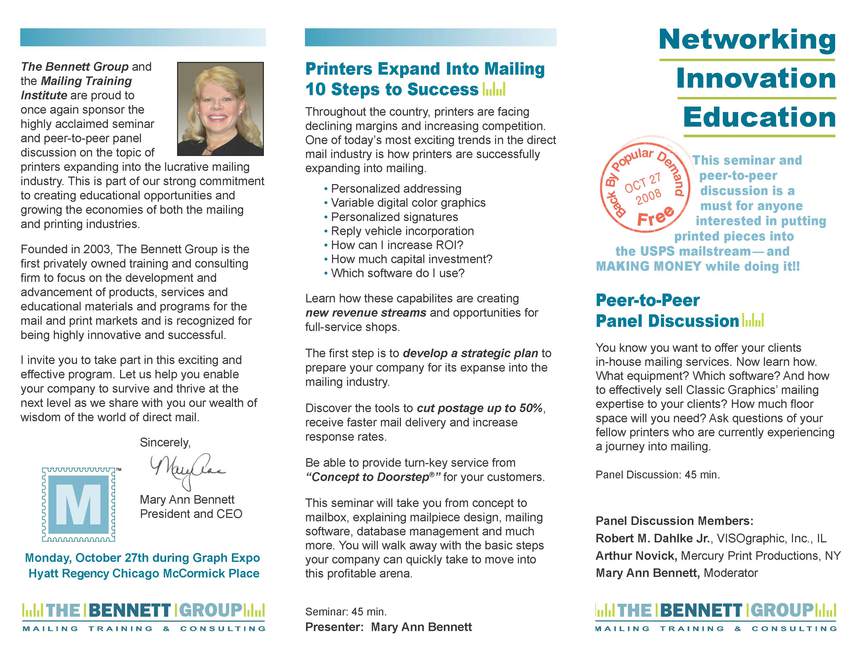 The Bennett Group and
the Mailing Training
Institute are proud to
once again sponsor the
highly acclaimed seminar
and peer-to-peer panel
discussion on the topic of
printers expanding into the lucrative mailing
industry. This is part of our strong commitment
to creating educational opportunities and
growing the economies of both the mailing
and printing industries.
Founded in 2003, The Bennett Group is the
first privately owned training and consulting
firm to focus on the development and
advancement of products, services and
educational materials and programs for the
mail and print markets and is recognized for
being highly innovative and successful.
I invite you to take part in this exciting and
effective program. Let us help you enable
your company to survive and thrive at the
next level as we share with you our wealth of
wisdom of the world of direct mail.
Sincerely,
Mary Ann
M
™
Mary Ann Bennett
President and CEO
Monday, October 27th during Graph Expo
Hyatt Regency Chicago McCormick Place
THE BENNETT GROUP
MAILING TRAINING & CONSULTING
Printers Expand Into Mailing
10 Steps to Success
Throughout the country, printers are facing
declining margins and increasing competition.
One of today's most exciting trends in the direct
mail industry is how printers are successfully
expanding into mailing.
• Personalized addressing
• Variable digital color graphics
• Personalized signatures
• Reply vehicle incorporation
• How can I increase ROI?
• How much capital investment?
• Which software do I use?
Learn how these capabilites are creating
new revenue streams and opportunities for
full-service shops.
The first step is to develop a strategic plan to
prepare your company for its expanse into the
mailing industry.
Discover the tools to cut postage up to 50%,
receive faster mail delivery and increase
response rates.
Be able to provide turn-key service from
"Concept to Doorstep®" for your customers.
This seminar will take you from concept to
mailbox, explaining mailpiece design, mailing
software, database management and much
more. You will walk away with the basic steps
your company can quickly take to move into
this profitable arena.
Seminar: 45 min.
Presenter: Mary Ann Bennett
Networking
Innovation
Education
Back By Popular Demand
OCT 27
2008
Free
This seminar and
peer-to-peer
discussion is a
must for anyone
interested in putting
printed pieces into
the USPS mailstream—and
MAKING MONEY while doing it!!
Peer-to-Peer
Panel Discussion
You know you want to offer your clients
in-house mailing services. Now learn how.
What equipment? Which software? And how
to effectively sell Classic Graphics' mailing
expertise to your clients? How much floor
space will you need? Ask questions of your
fellow printers who are currently experiencing
a journey into mailing.
Panel Discussion: 45 min.
Panel Discussion Members:
Robert M. Dahlke Jr., VISOgraphic, Inc., IL
Arthur Novick, Mercury Print Productions, NY
Mary Ann Bennett, Moderator
THE BENNETT GROUP
MAILING TRAINING & CONSULTING